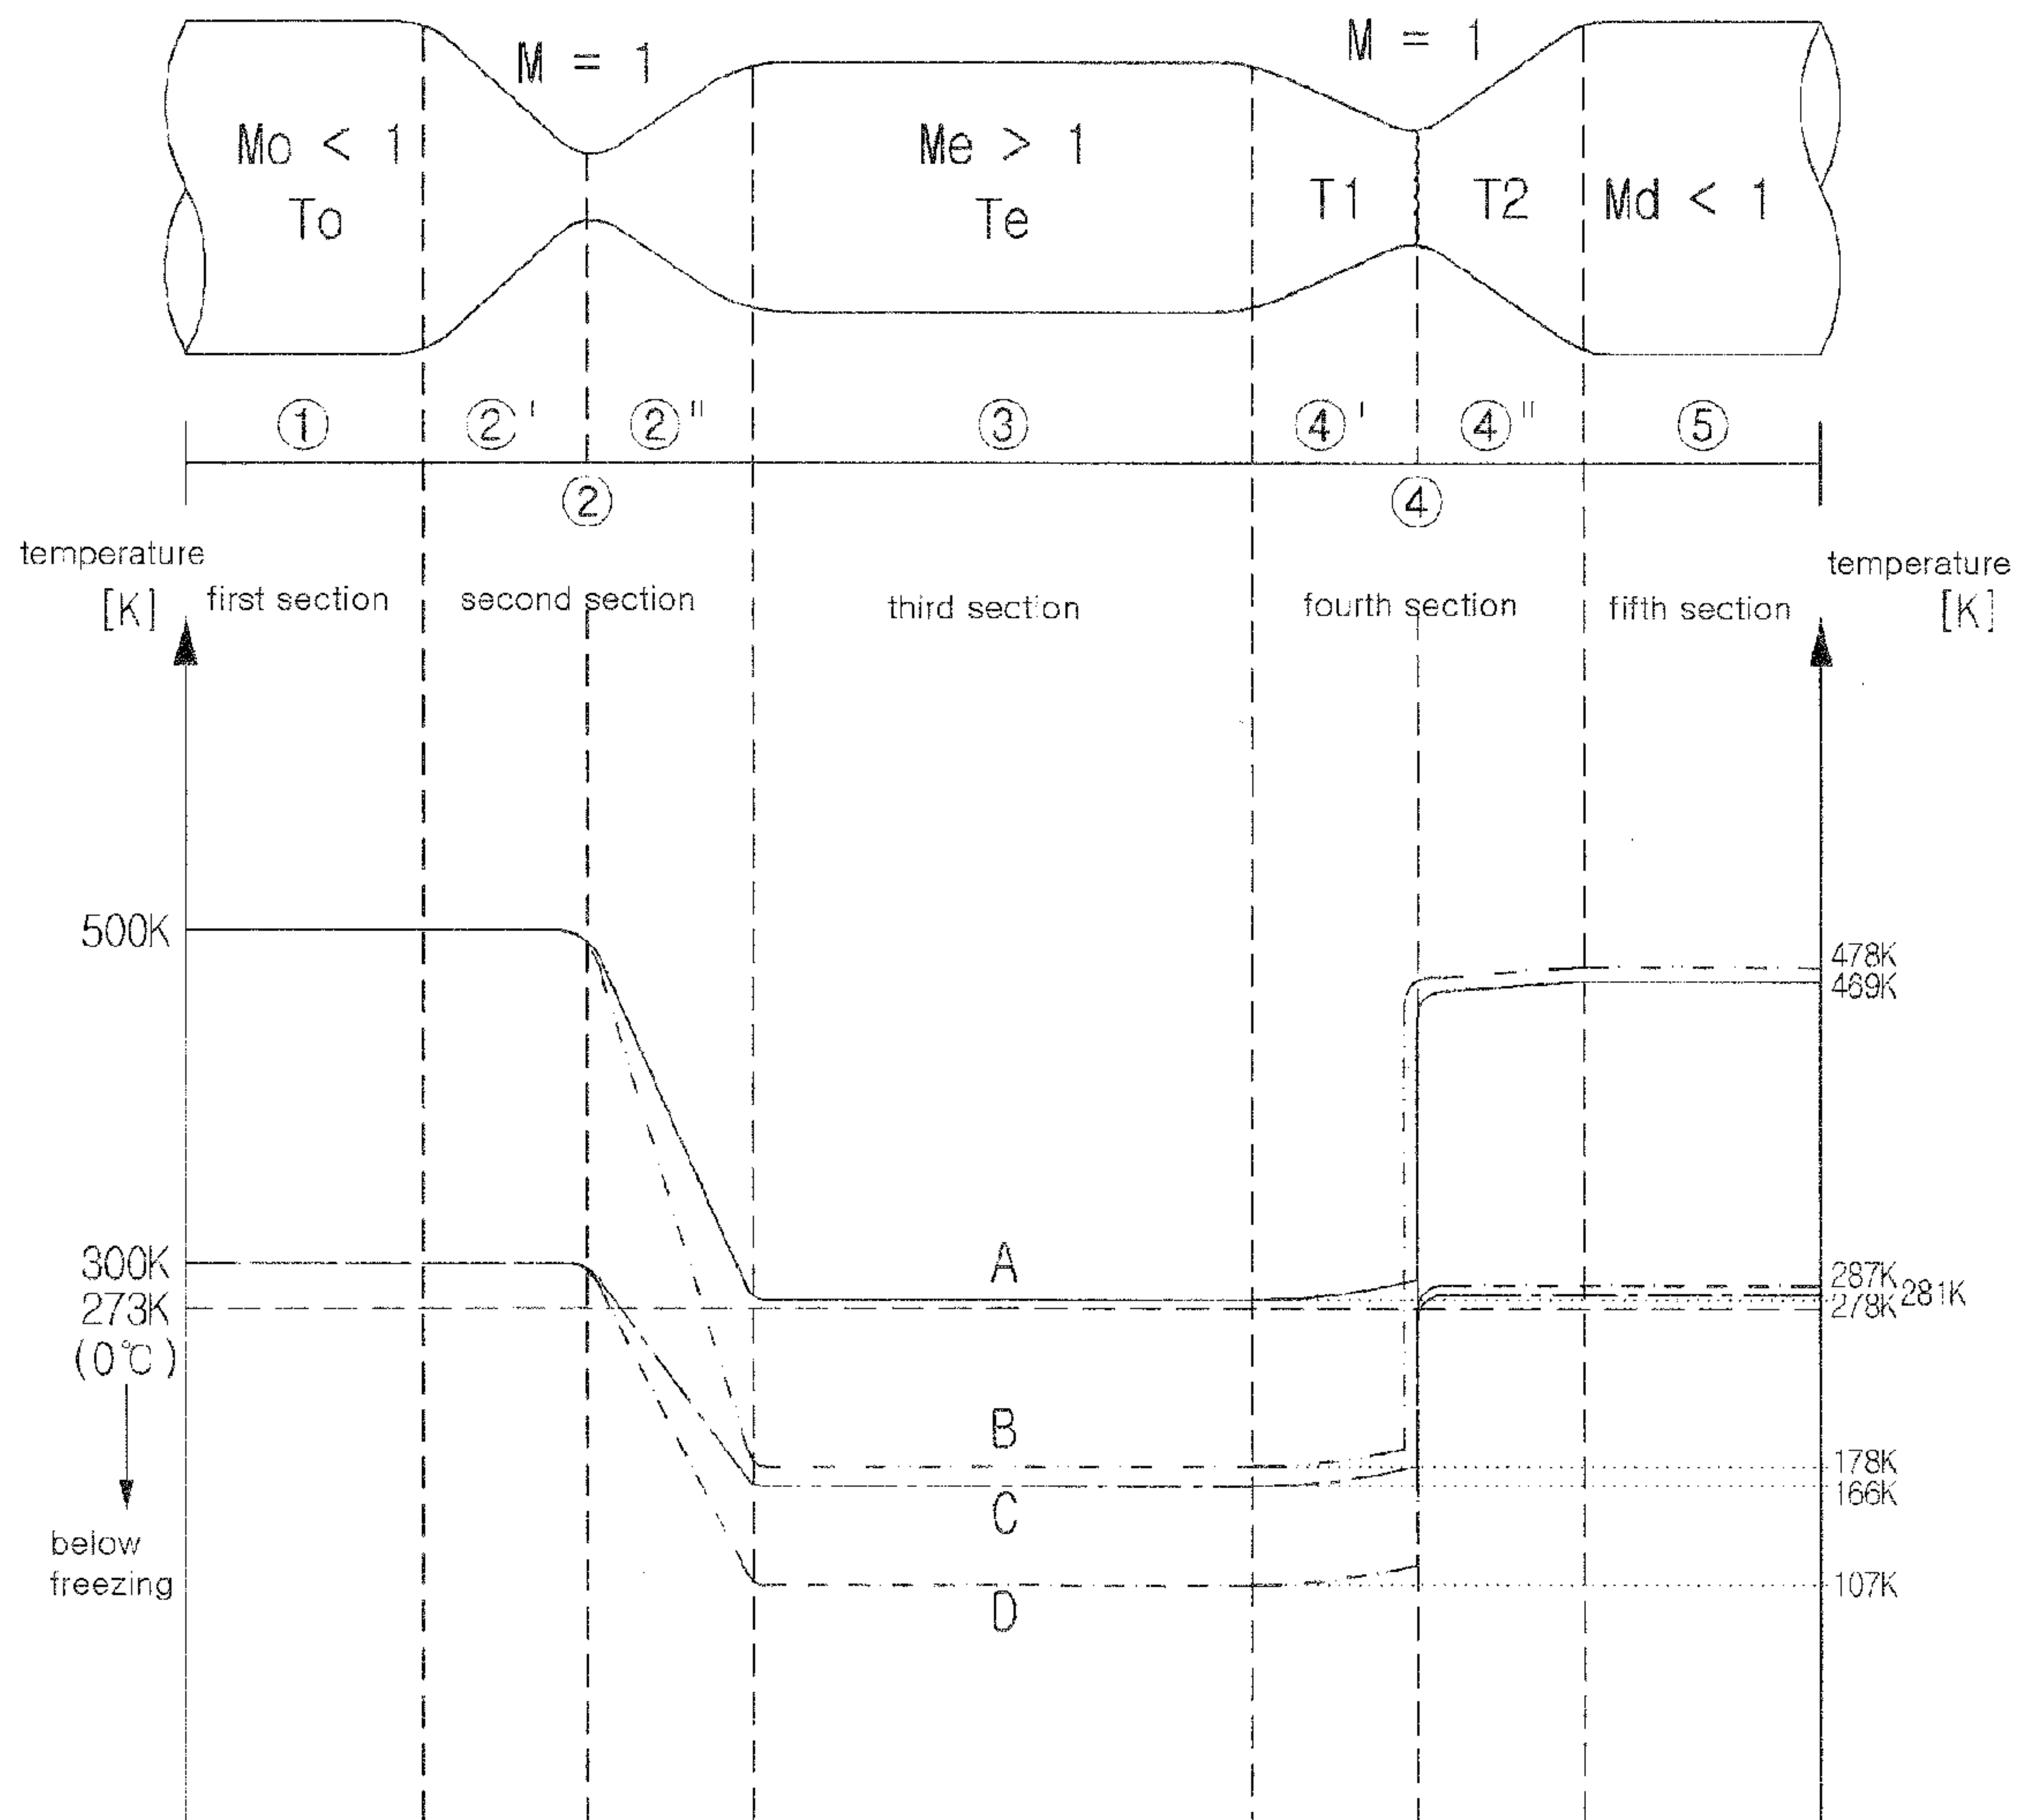 M = 1
M = 1
Mo < 1
To
Me > 1
Te
T1
T2
Md < 1
①
②'
②"
③
④'
④"
⑤
②
④
temperature
[K]
first section
second section
third section
fourth section
fifth section
temperature
[K]
500K
478K
469K
300K
273K
(0℃)
below
freezing
A
B
C
D
287K
281K
278K
178K
166K
107K